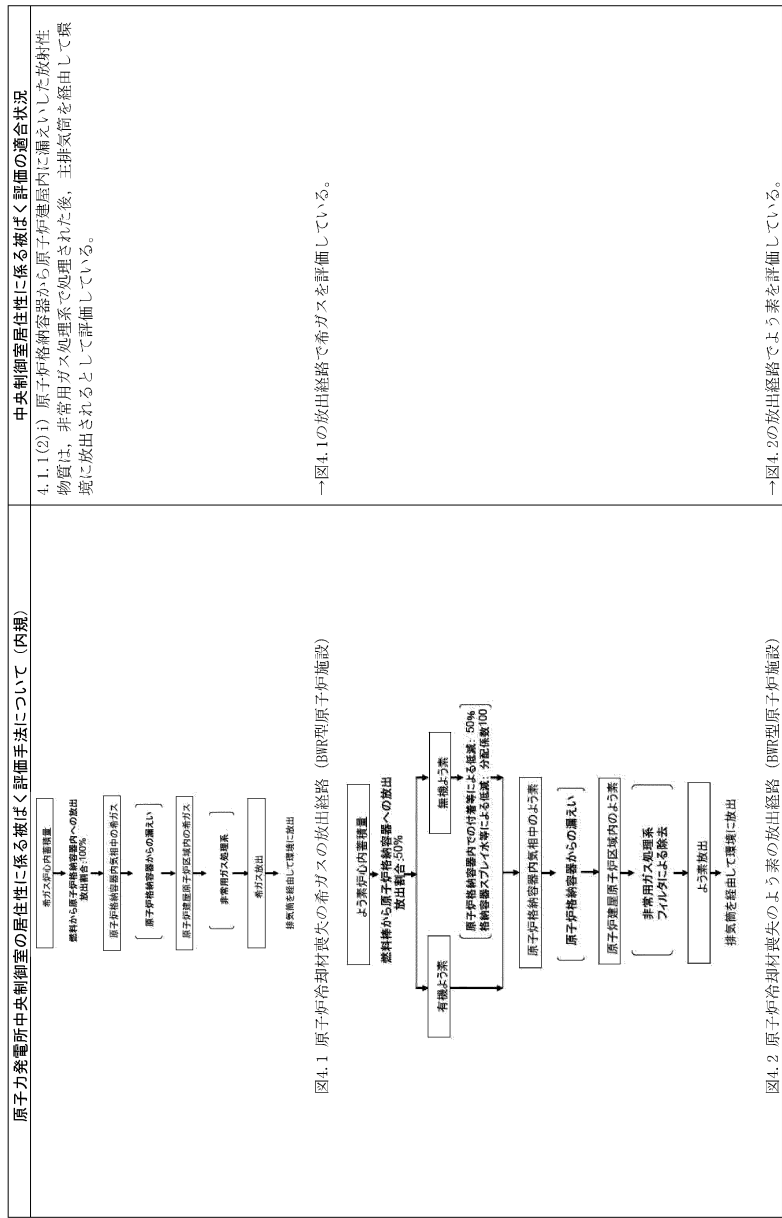 原子力発電所中央制御室の居住性に係る被ばく評価手法について（内規）
希ガス炉心内蓄積量
燃料から原子炉格納容器内への放出
放出割合:100%
原子炉格納容器内気相中の希ガス
原子炉格納容器からの漏えい
原子炉建屋原子炉区域内の希ガス
非常用ガス処理系
希ガス放出
排気筒を経由して環境に放出
図4.1 原子炉冷却材喪失の希ガスの放出経路（BWR型原子炉施設）
よう素炉心内蓄積量
燃料棒から原子炉格納容器への放出
放出割合:50%
有機よう素
無機よう素
原子炉格納容器内での付着等による低減：50%
格納容器スプレイ水等による低減：分配係数100
原子炉格納容器内気相中のよう素
原子炉格納容器からの漏えい
原子炉建屋原子炉区域内のよう素
非常用ガス処理系
フィルタによる除去
よう素放出
排気筒を経由して環境に放出
図4.2 原子炉冷却材喪失のよう素の放出経路（BWR型原子炉施設）
中央制御室居住性に係る被ばく評価の適合状況
4.1.1(2)i) 原子炉格納容器から原子炉建屋内に漏えいした放射性
物質は，非常用ガス処理系で処理された後，主排気筒を経由して環
境に放出されるとして評価している。
→図4.1の放出経路で希ガスを評価している。
→図4.2の放出経路でよう素を評価している。